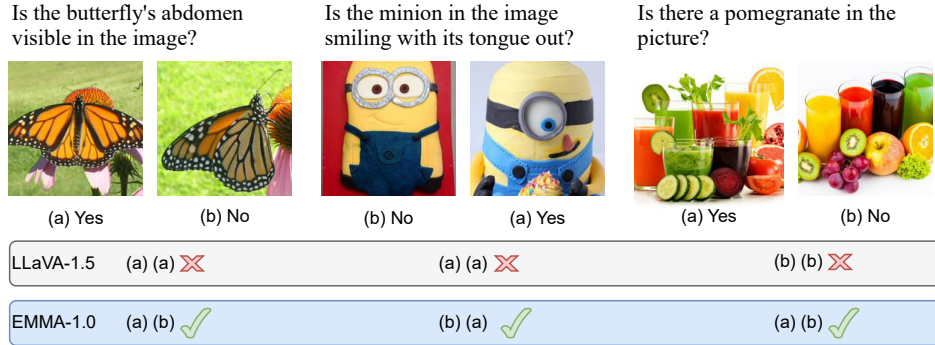 Is the butterfly's abdomen
visible in the image?
Is the minion in the image
smiling with its tongue out?
Is there a pomegranate in the
picture?
(a) Yes
(b) No
(b) No
(a) Yes
(a) Yes
(b) No
LLaVA-1.5 (a) (a) (a) (a) (b) (b)
EMMA-1.0 (a) (b) (b) (a) (a) (b)